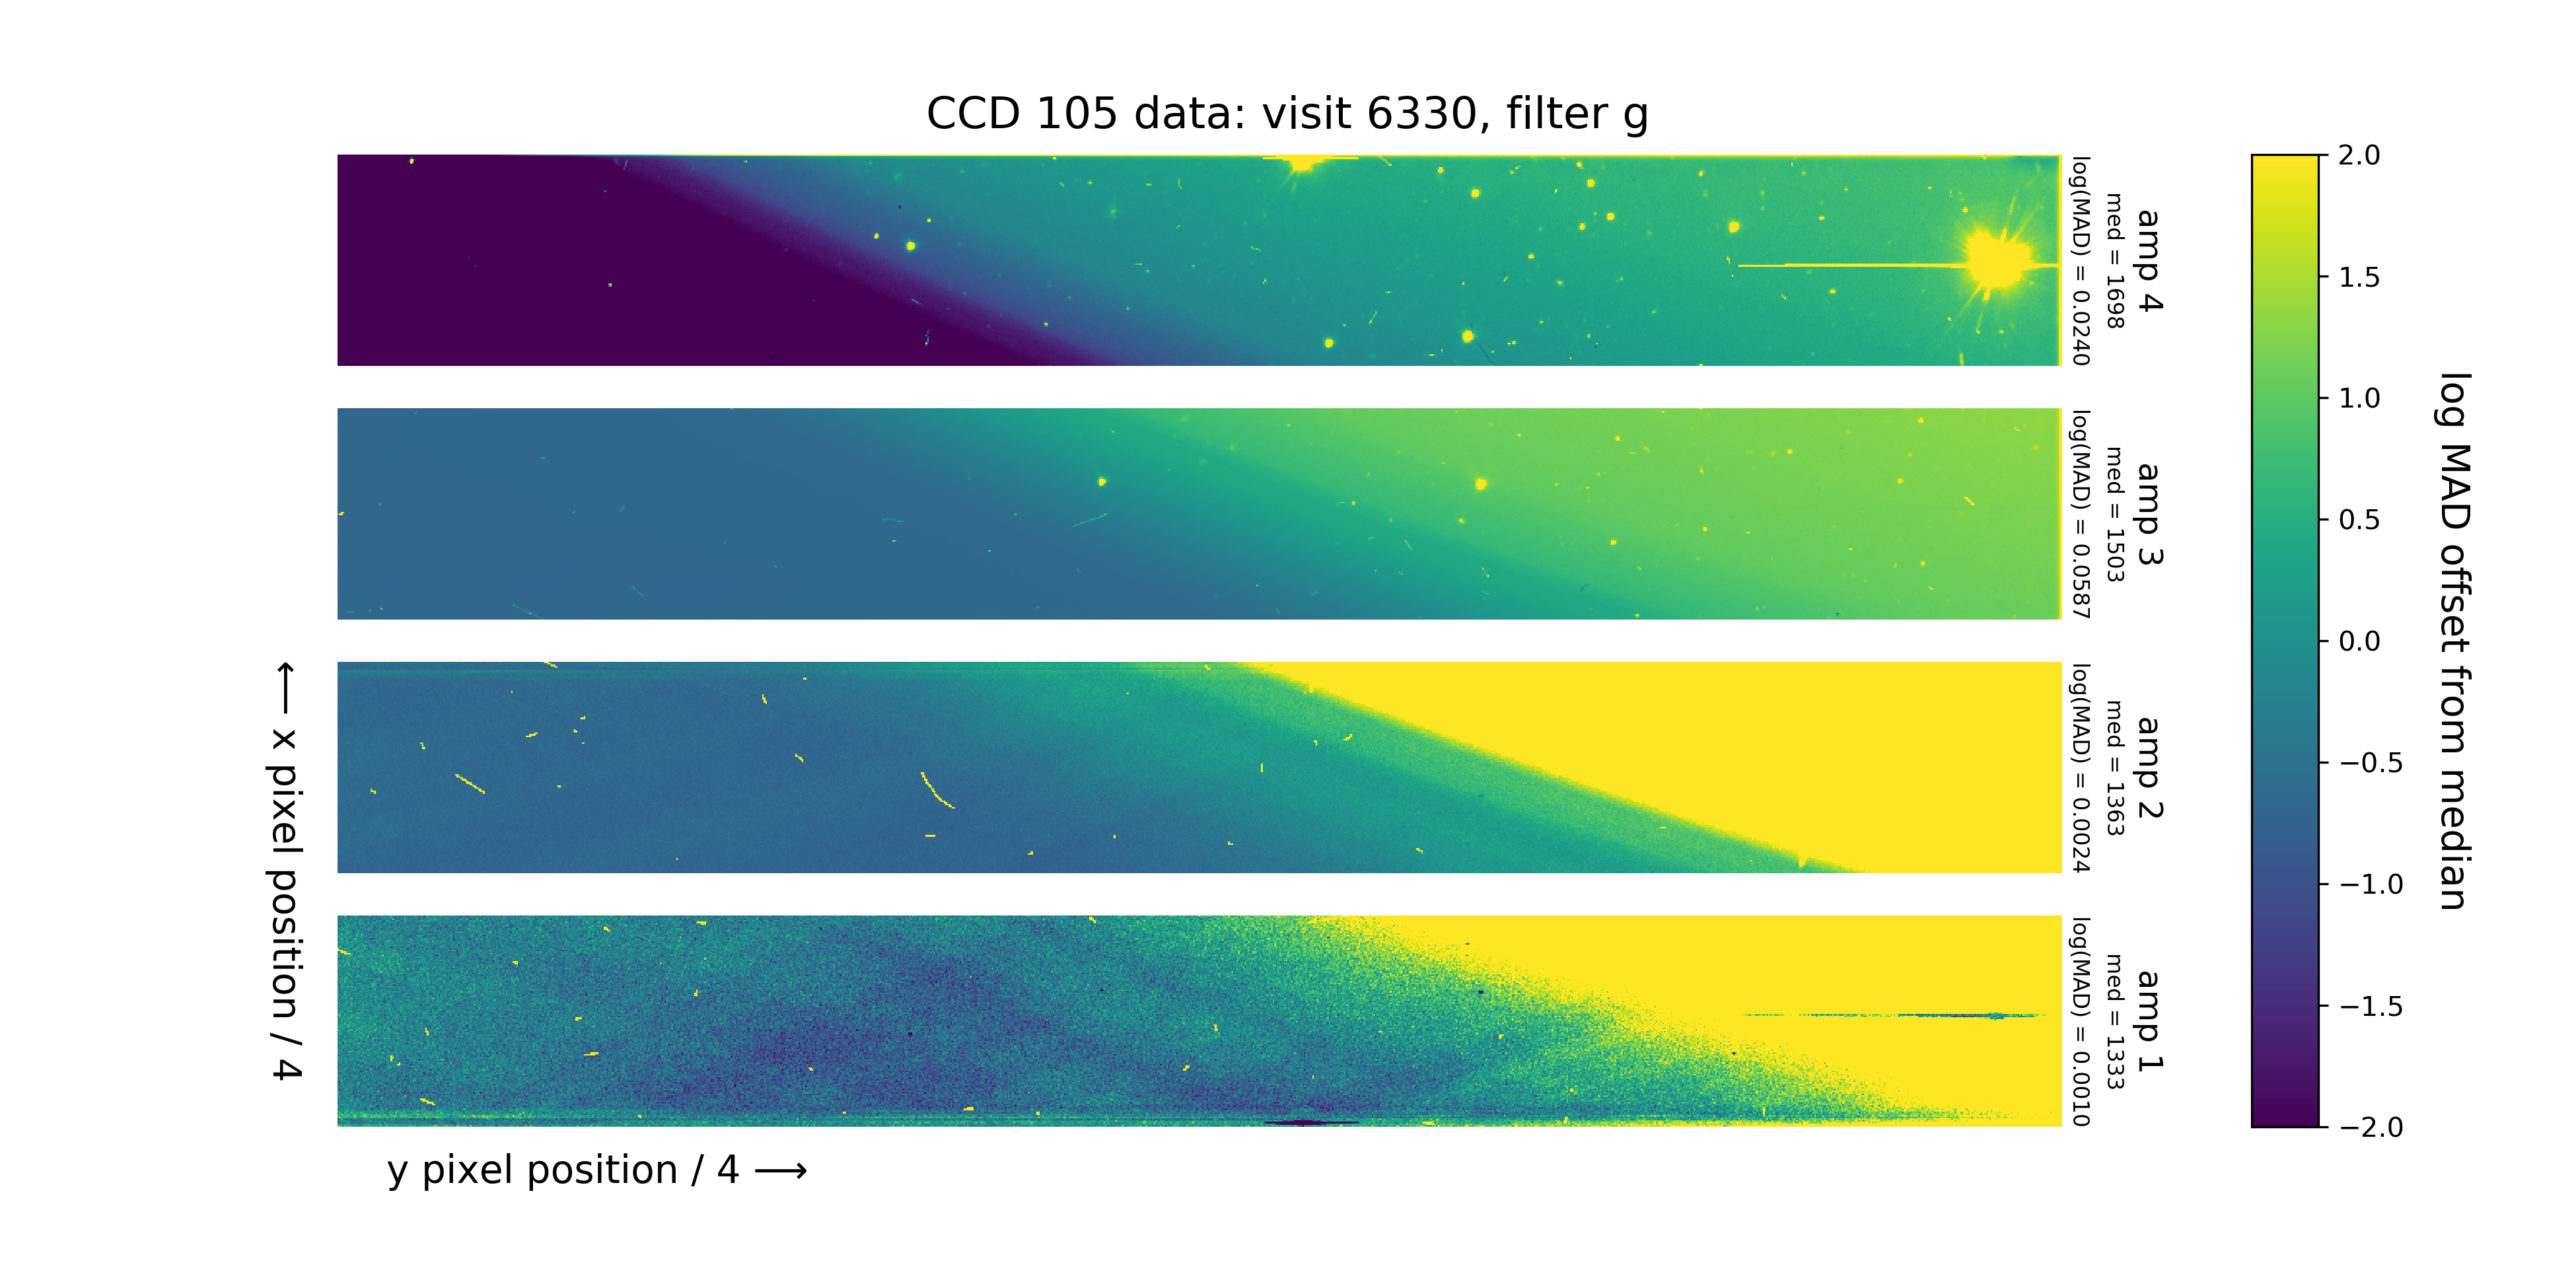 CCD 105 data: visit 6330, filter g
amp 4
med = 1698
log(MAD) = 0.0240
amp 3
med = 1503
log(MAD) = 0.0587
amp 2
med = 1363
log(MAD) = 0.0024
amp 1
med = 1333
log(MAD) = 0.0010
⟵ x pixel position / 4
y pixel position / 4 ⟶
2.0
1.5
1.0
0.5
0.0
−0.5
−1.0
−1.5
−2.0
log MAD offset from median